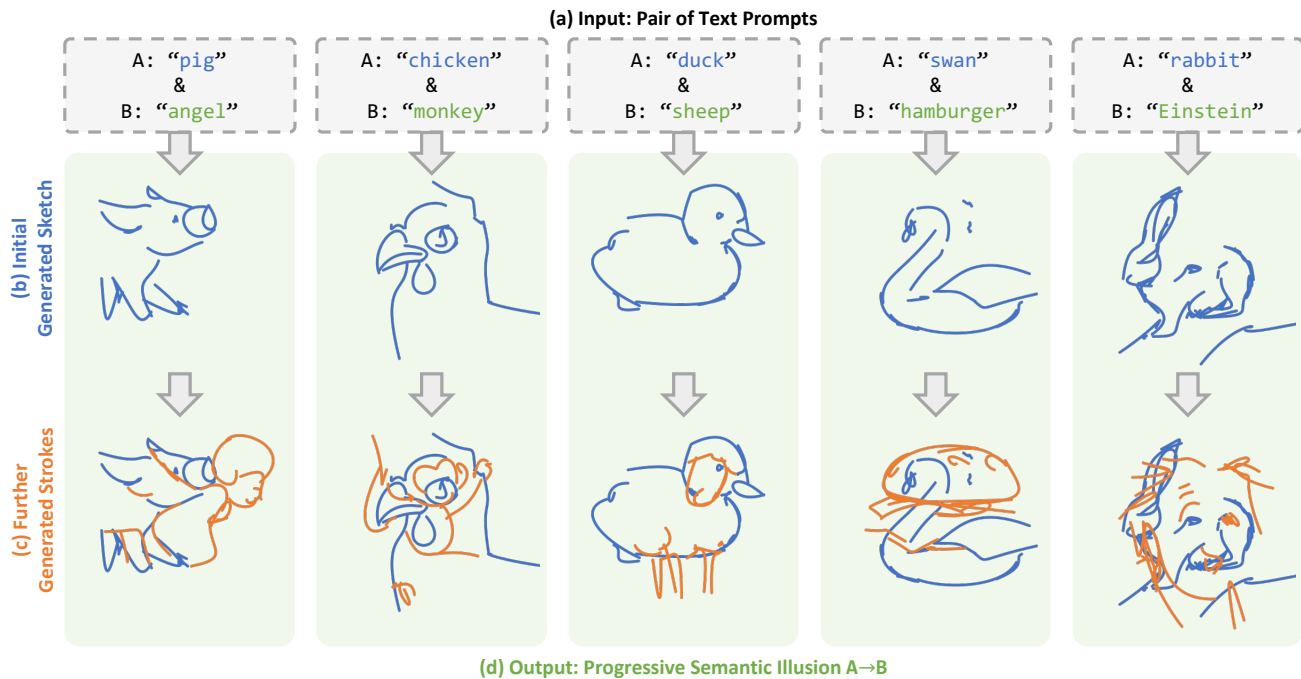 (a) Input: Pair of Text Prompts
A: “pig”
&
B: “angel”
A: “chicken”
&
B: “monkey”
A: “duck”
&
B: “sheep”
A: “swan”
&
B: “hamburger”
A: “rabbit”
&
B: “Einstein”
(b) Initial
Generated Sketch
(c) Further
Generated Strokes
(d) Output: Progressive Semantic Illusion A→B